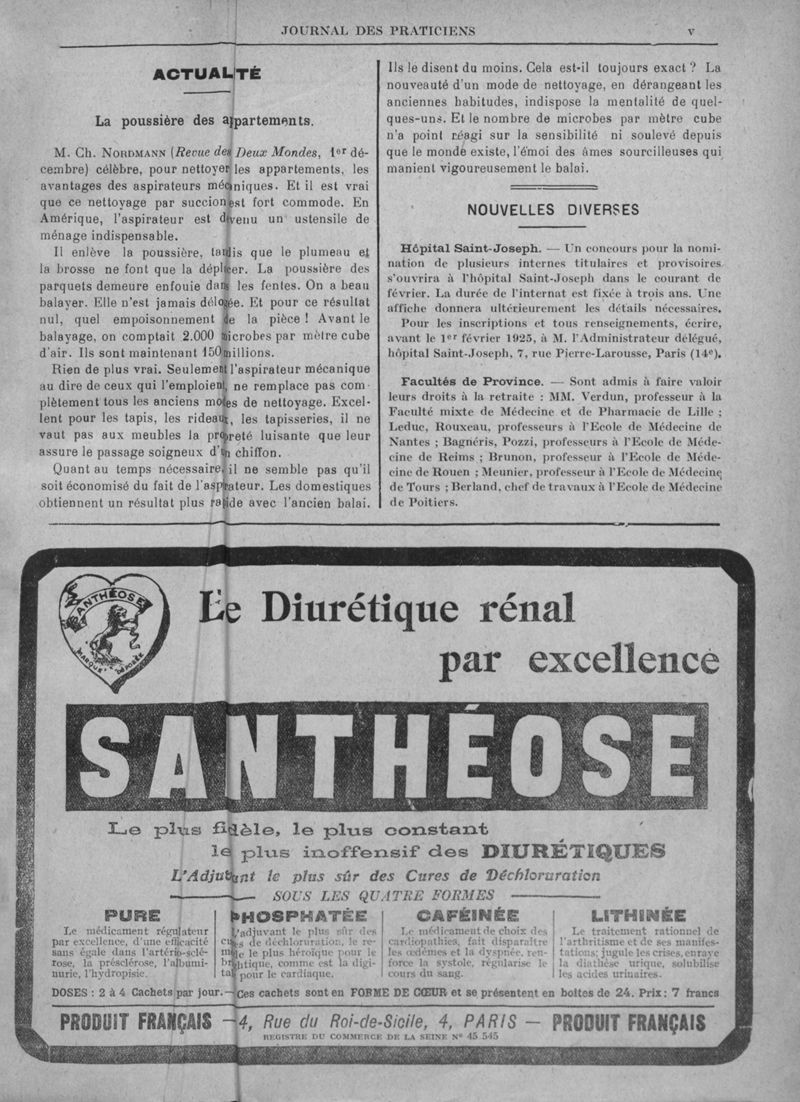 JOURNAL DES PRATICIENS
V
ACTUALITÉ
La poussière des appartements.
M. Ch. NORDMANN (Revue des Deux Mondes, 1er dé-
cembre) célèbre, pour nettoyer les appartements, les
avantages des aspirateurs mécaniques. Et il est vrai
que ce nettoyage par succion est fort commode. En
Amérique, l'aspirateur est devenu un ustensile de
ménage indispensable.
Il enlève la poussière, tandis que le plumeau et
la brosse ne font que la déplacer. La poussière des
parquets demeure enfouie dans les fentes. On a beau
balayer. Elle n'est jamais délogée. Et pour ce résultat
nul, quel empoisonnement de la pièce ! Avant le
balayage, on comptait 2.000 microbes par mètre cube
d'air. Ils sont maintenant 150 millions.
Rien de plus vrai. Seulement l'aspirateur mécanique
au dire de ceux qui l'emploient, ne remplace pas com-
plètement tous les anciens modes de nettoyage. Excel-
lent pour les tapis, les rideaux, les tapisseries, il ne
vaut pas aux meubles la propreté luisante que leur
assure le passage soigneux d'un chiffon.
Quant au temps nécessaire, il ne semble pas qu'il
soit économisé du fait de l'aspirateur. Les domestiques
obtiennent un résultat plus rapide avec l'ancien balai.
Ils le disent du moins. Cela est-il toujours exact ? La
nouveauté d'un mode de nettoyage, en dérangeant les
anciennes habitudes, indispose la mentalité de quel-
ques-uns. Et le nombre de microbes par mètre cube
n'a point réagi sur la sensibilité ni soulevé depuis
que le monde existe, l'émoi des âmes sourcilleuses qui
manient vigoureusement le balai.
NOUVELLES DIVERSES
Hôpital Saint-Joseph. — Un concours pour la nomi-
nation de plusieurs internes titulaires et provisoires
s'ouvrira à l'hôpital Saint-Joseph dans le courant de
février. La durée de l'internat est fixée à trois ans. Une
affiche donnera ultérieurement les détails nécessaires.
Pour les inscriptions et tous renseignements, écrire,
avant le 1er février 1925, à M. l'Administrateur délégué,
hôpital Saint-Joseph, 7, rue Pierre-Larousse, Paris (14e).
Facultés de Province. — Sont admis à faire valoir
leurs droits à la retraite : MM. Verdun, professeur à la
Faculté mixte de Médecine et de Pharmacie de Lille ;
Leduc, Rouxeau, professeurs à l'Ecole de Médecine de
Nantes ; Bagnéris, Pozzi, professeurs à l'Ecole de Méde-
cine de Reims ; Brunon, professeur à l'Ecole de Méde-
cine de Rouen ; Meunier, professeur à l'Ecole de Médecine
de Tours ; Berland, chef de travaux à l'Ecole de Médecine
de Poitiers.
SANTHÉOSE
MARQUE DÉPOSÉE
Le Diurétique rénal
par excellence
SANTHÉOSE
Le plus fidèle, le plus constant
le plus inoffensif des DIURÉTIQUES
L'Adjuvant le plus sûr des Cures de Déchloruration
SOUS LES QUATRE FORMES
PURE
Le médicament régulateur
par excellence, d'une efficacité
sans égale dans l'artério-sclé-
rose, la présclérose, l'albumi-
nurie, l'hydropisie.
PHOSPHATÉE
L'adjuvant le plus sûr des
cures de déchloruration, le re-
mède le plus héroïque pour le
brightique, comme est la digi-
tale pour le cardiaque.
CAFÉINÉE
Le médicament de choix des
cardiopathies, fait disparaître
les œdèmes et la dyspnée, ren-
force la systole, régularise le
cours du sang.
LITHINÉE
Le traitement rationnel de
l'arthritisme et de ses manifes-
tations; jugule les crises, enraye
la diathèse urique, solubilise
les acides urinaires.
DOSES : 2 à 4 Cachets par jour. — Ces cachets sont en FORME DE CŒUR et se présentent en boîtes de 24. Prix: 7 francs
PRODUIT FRANÇAIS — 4, Rue du Roi-de-Sicile, 4, PARIS — PRODUIT FRANÇAIS
REGISTRE DU COMMERCE DE LA SEINE N° 45 545